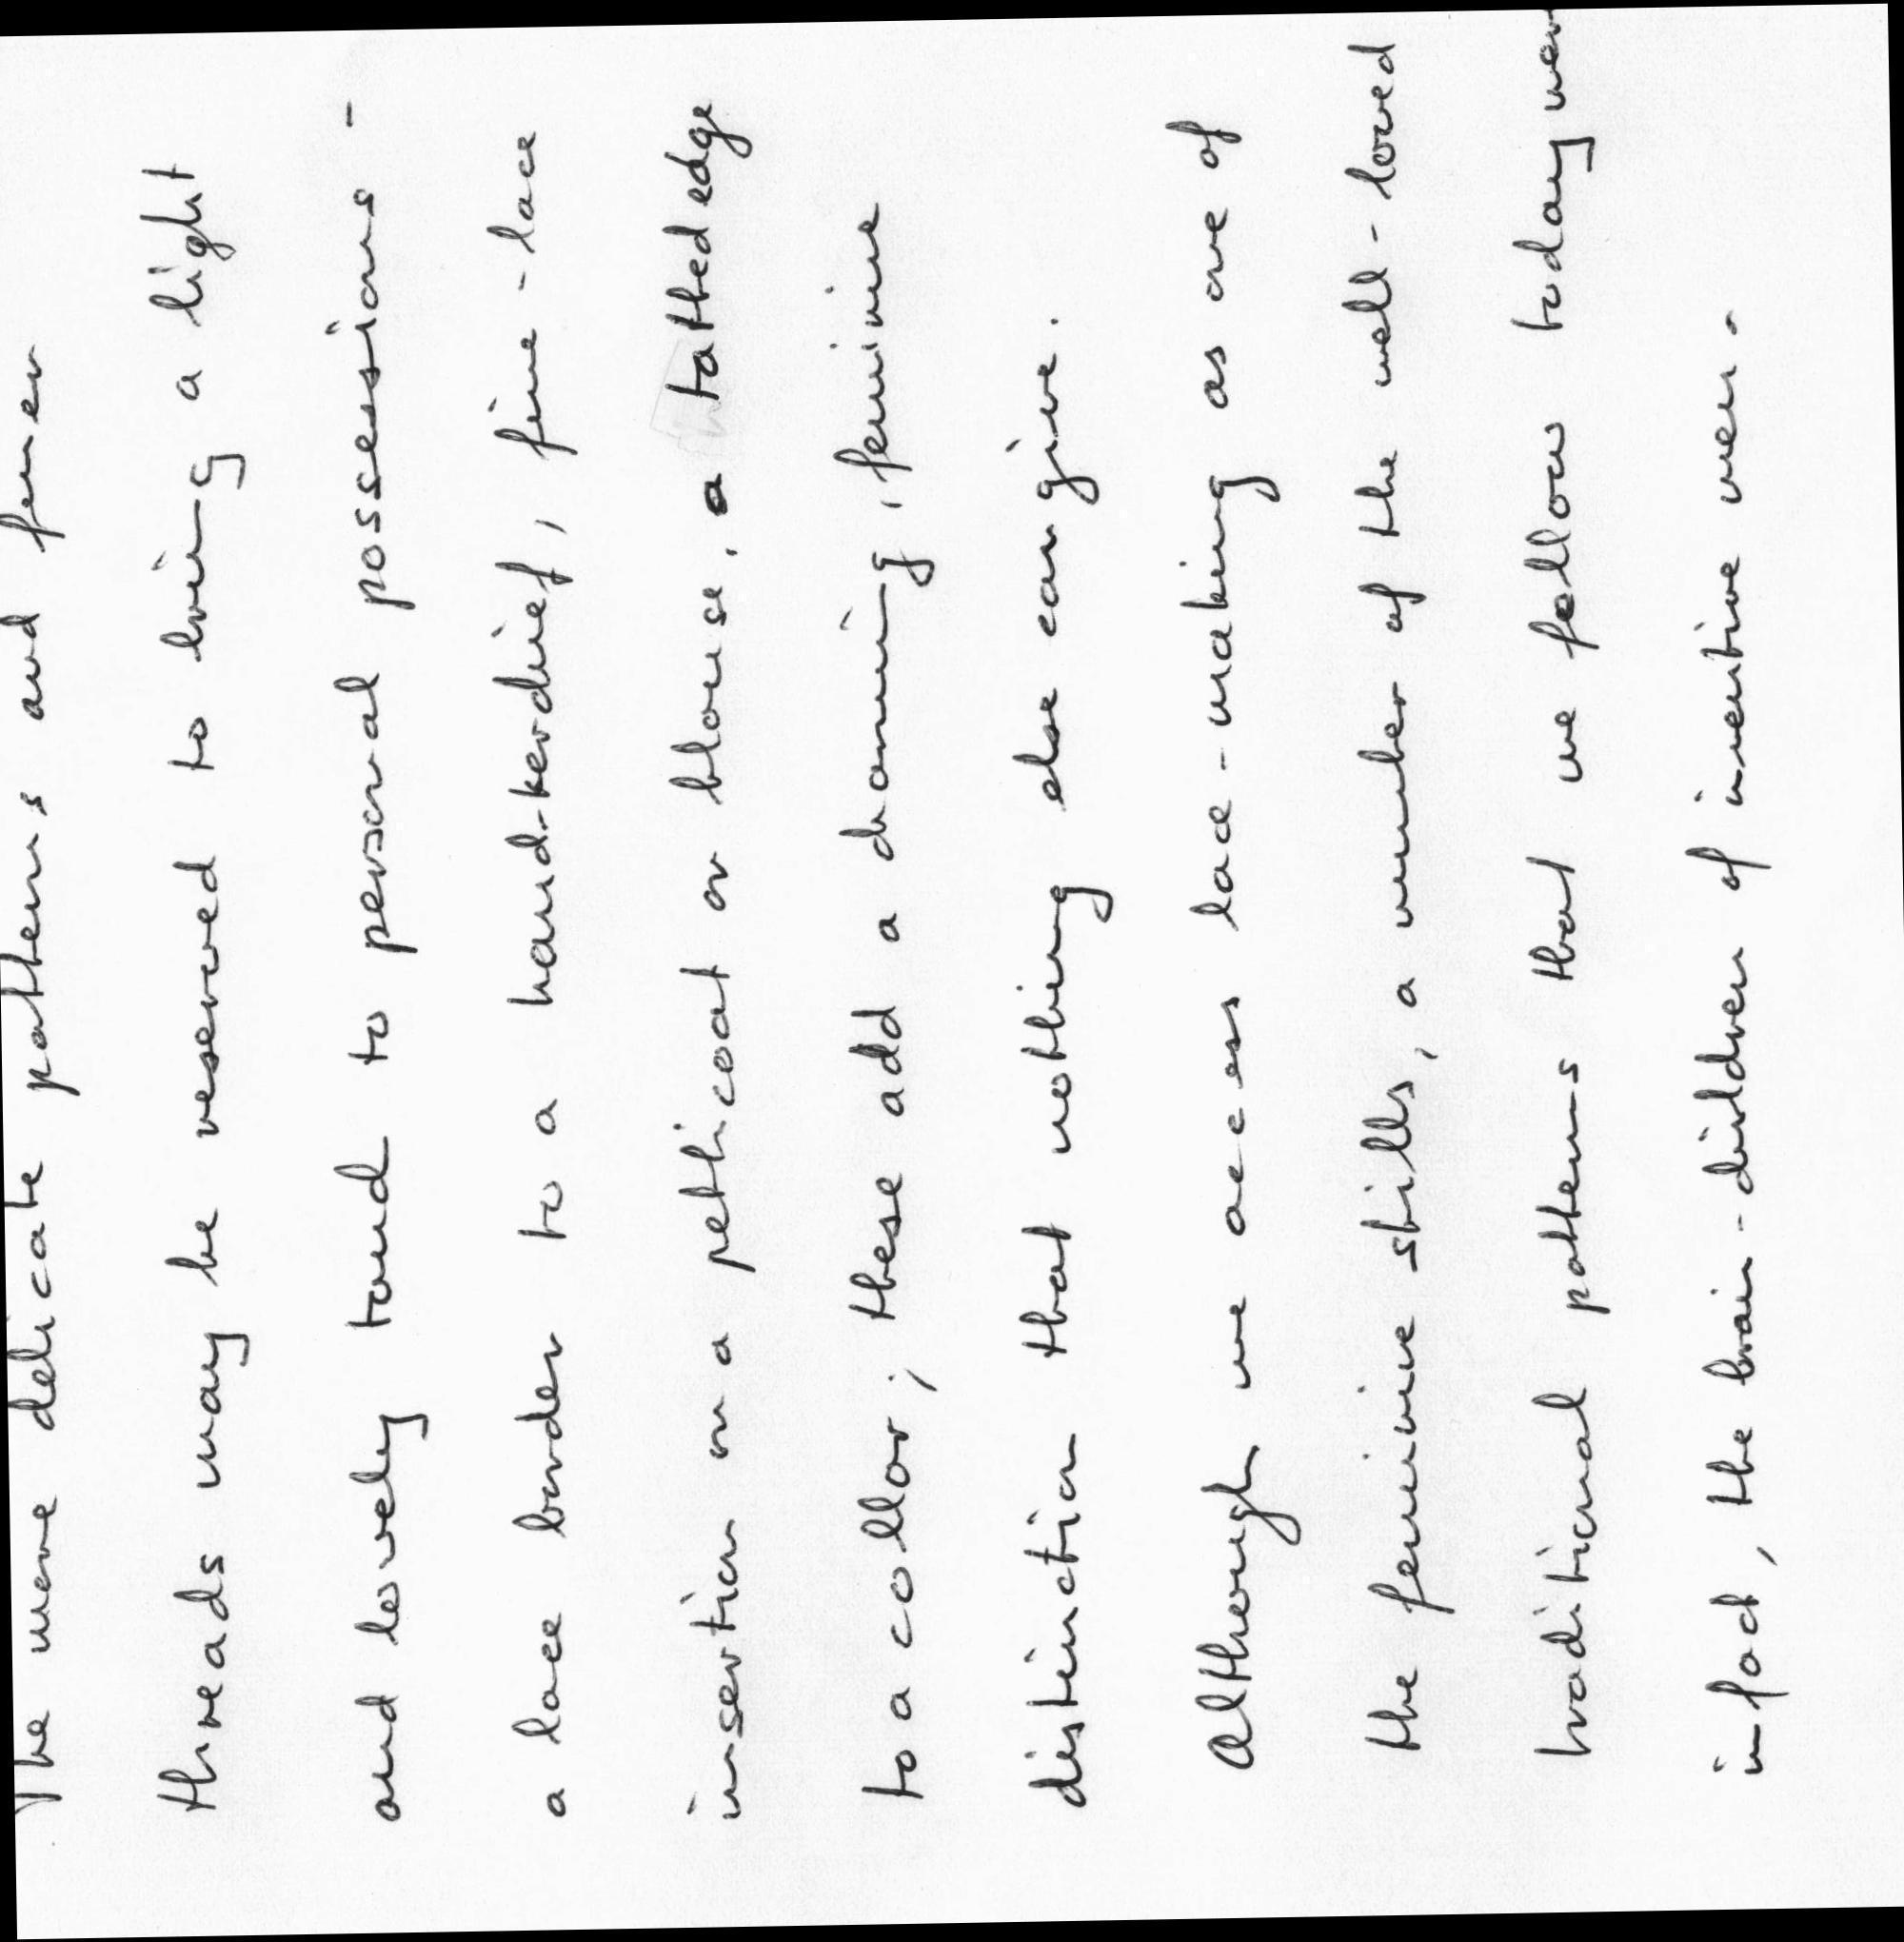 The more delicate patterns and finer
threads may be reserved to bring a light
and lovely touch to personal possessions -
a lace border to a hand-kerchief, fine-lace
insertion on a petticoat or blouse, a tatted edge
to a collar; these add a charming, feminine
distinction that nothing else can give.
Although we access lace-making as one of
the feminine skills, a number of the well-loved
traditional patterns that we follow today were
in fact, the brain-children of inventive men.